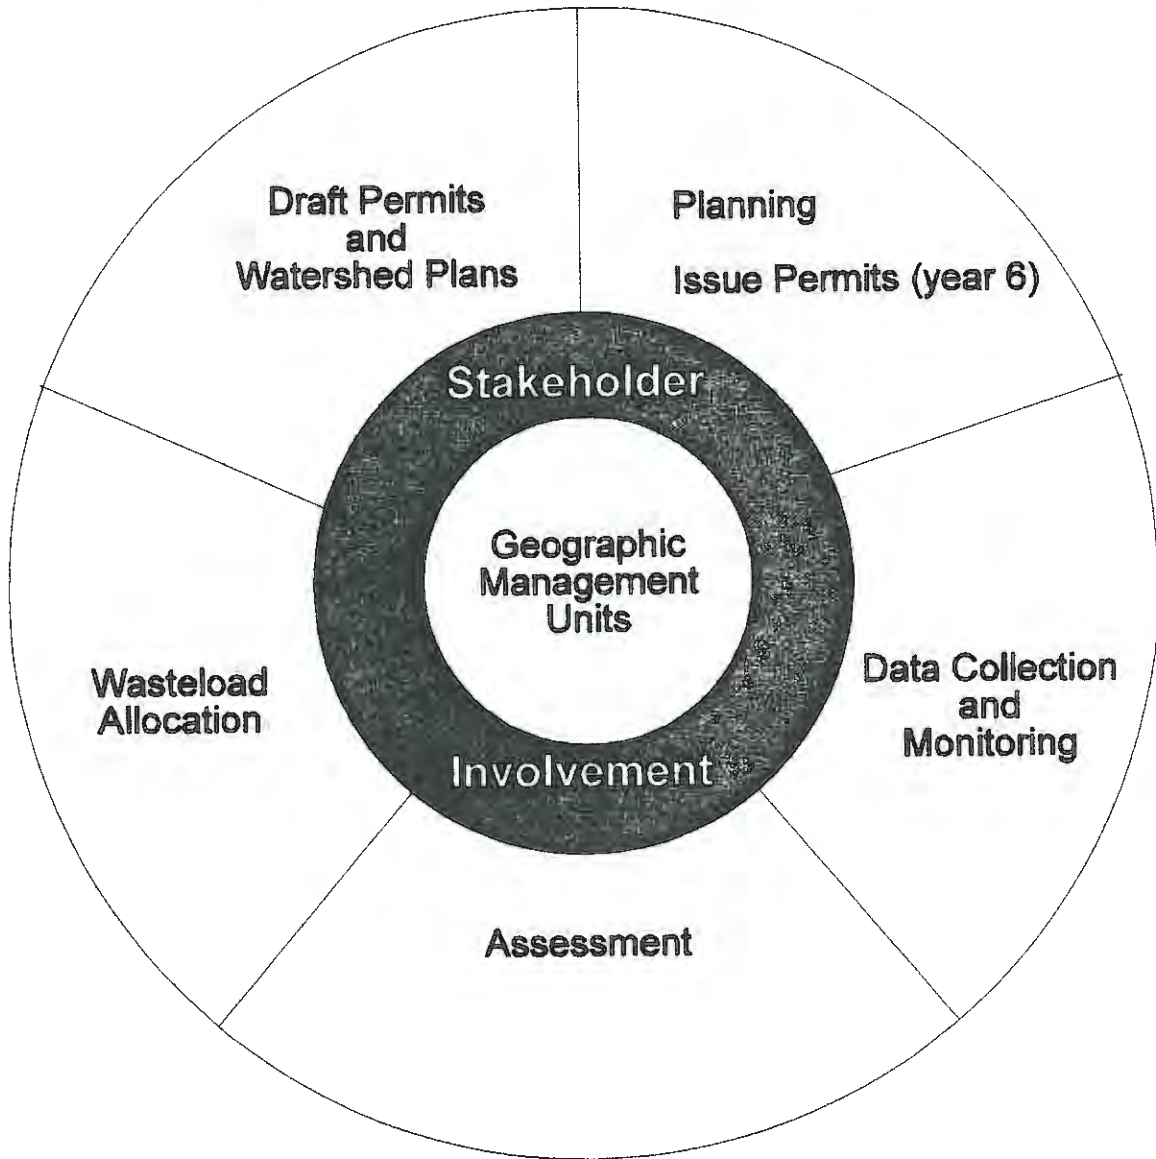 Draft Permits
and
Watershed Plans
Planning
Issue Permits (year 6)
Stakeholder
Geographic
Management
Units
Wasteload
Allocation
Data Collection
and
Monitoring
Involvement
Assessment